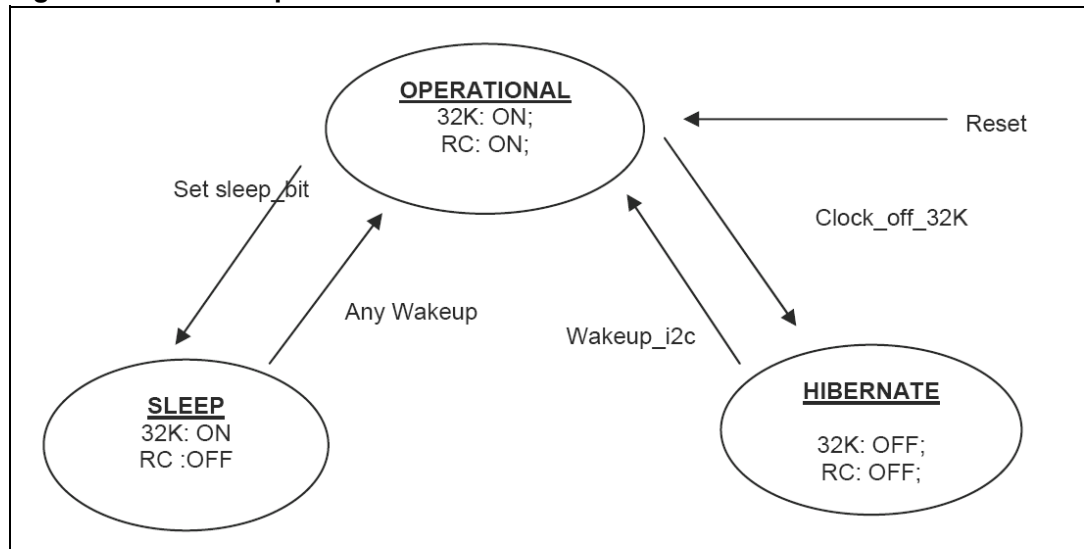 OPERATIONAL
32K: ON;
RC: ON;
Reset
Set sleep_bit
Clock_off_32K
Any Wakeup
Wakeup_i2c
SLEEP
32K: ON
RC :OFF
HIBERNATE
32K: OFF;
RC: OFF;